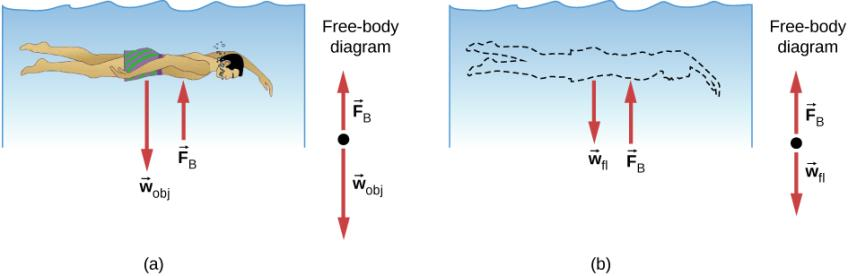 Free-body
diagram
F⃗B
w⃗obj
F⃗B
w⃗obj
(a)
Free-body
diagram
F⃗B
w⃗fl
w⃗fl
F⃗B
(b)